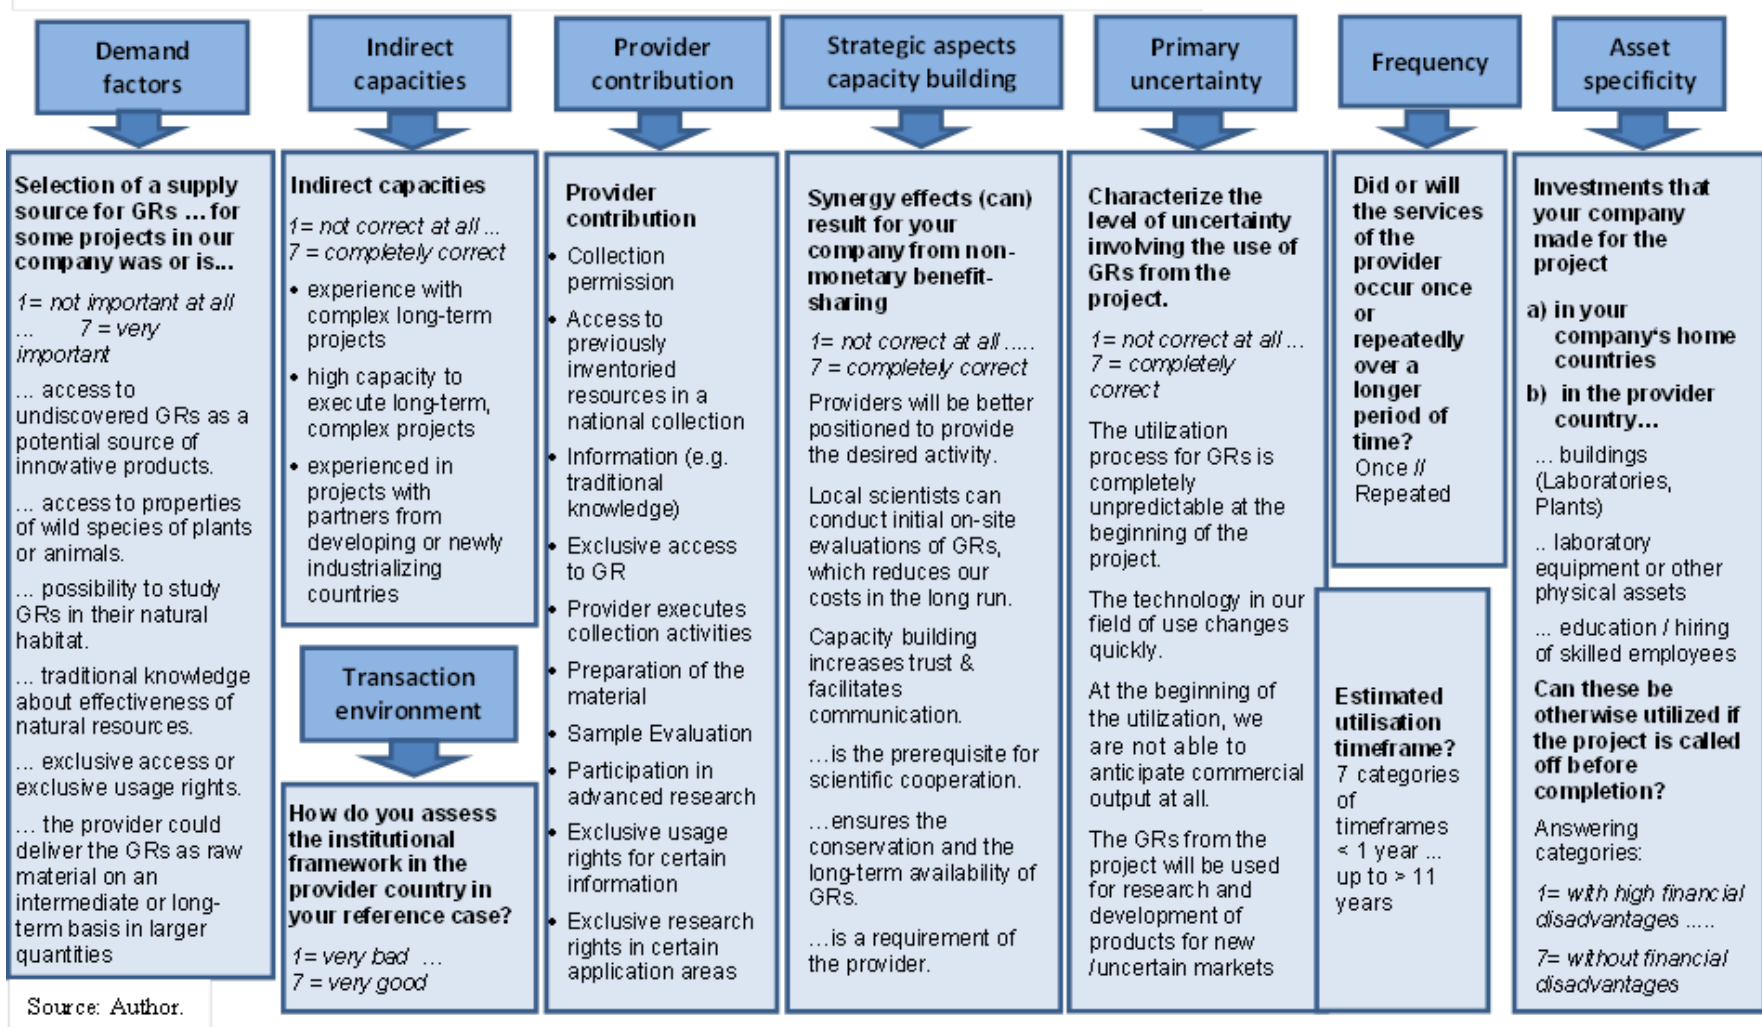 Demand
factors
Selection of a supply
source for GRs ... for
some projects in our
company was or is...
1= not important at all
... 7 = very
important
... access to
undiscovered GRs as a
potential source of
innovative products.
... access to properties
of wild species of plants
or animals.
... possibility to study
GRs in their natural
habitat.
... traditional knowledge
about effectiveness of
natural resources.
... exclusive access or
exclusive usage rights.
... the provider could
deliver the GRs as raw
material on an
intermediate or long-
term basis in larger
quantities
Indirect
capacities
Indirect capacities
1= not correct at all ...
7 = completely correct
• experience with
complex long-term
projects
• high capacity to
execute long-term,
complex projects
• experienced in
projects with
partners from
developing or newly
industrializing
countries
Transaction
environment
How do you assess
the institutional
framework in the
provider country in
your reference case?
1= very bad ...
7 = very good
Provider
contribution
Provider
contribution
• Collection
permission
• Access to
previously
inventoried
resources in a
national collection
• Information (e.g.
traditional
knowledge)
• Exclusive access
to GR
• Provider executes
collection activities
• Preparation of the
material
• Sample Evaluation
• Participation in
advanced research
• Exclusive usage
rights for certain
information
• Exclusive research
rights in certain
application areas
Strategic aspects
capacity building
Synergy effects (can)
result for your
company from non-
monetary benefit-
sharing
1= not correct at all .....
7 = completely correct
Providers will be better
positioned to provide
the desired activity.
Local scientists can
conduct initial on-site
evaluations of GRs,
which reduces our
costs in the long run.
Capacity building
increases trust &
facilitates
communication.
...is the prerequisite for
scientific cooperation.
...ensures the
conservation and the
long-term availability of
GRs.
...is a requirement of
the provider.
Primary
uncertainty
Characterize the
level of uncertainty
involving the use of
GRs from the
project.
1= not correct at all ...
7 = completely
correct
The utilization
process for GRs is
completely
unpredictable at the
beginning of the
project.
The technology in our
field of use changes
quickly.
At the beginning of
the utilization, we
are not able to
anticipate commercial
output at all.
The GRs from the
project will be used
for research and
development of
products for new
/uncertain markets
Frequency
Did or will
the services
of the
provider
occur once
or
repeatedly
over a
longer
period of
time?
Once //
Repeated
Estimated
utilisation
timeframe?
7 categories
of
timeframes
< 1 year ...
up to > 11
years
Asset
specificity
Investments that
your company
made for the
project
a) in your
company's home
countries
b) in the provider
country...
... buildings
(Laboratories,
Plants)
.. laboratory
equipment or other
physical assets
... education / hiring
of skilled employees
Can these be
otherwise utilized if
the project is called
off before
completion?
Answering
categories:
1= with high financial
disadvantages .....
7= without financial
disadvantages
Source: Author.